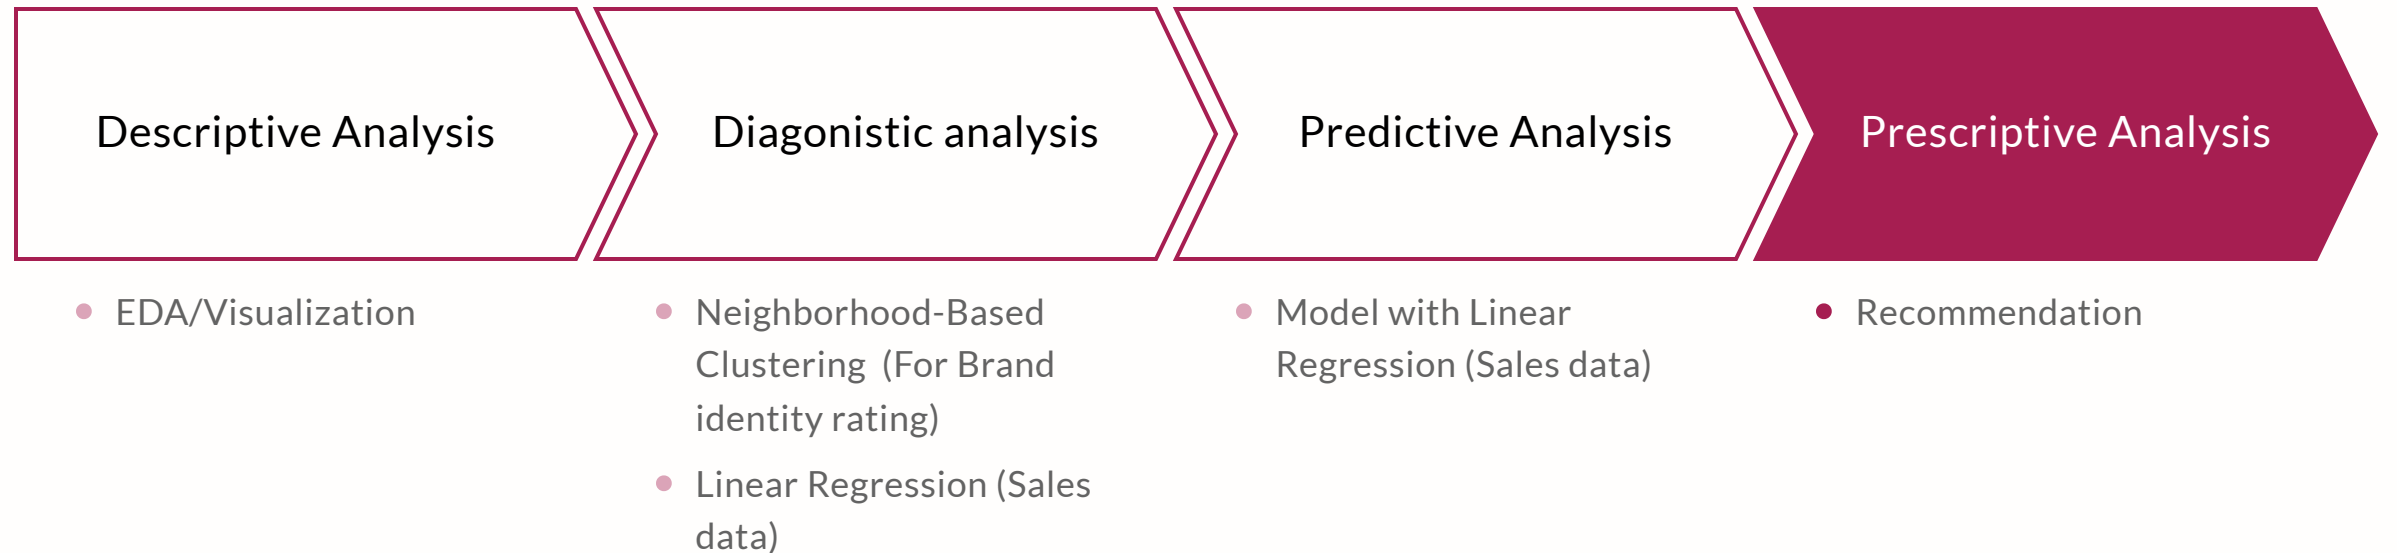 Descriptive Analysis
Diagonistic analysis
Predictive Analysis
Prescriptive Analysis
EDA/Visualization
Neighborhood-Based
Clustering  (For Brand
identity rating)
Linear Regression (Sales
data)
Model with Linear
Regression (Sales data)
Recommendation